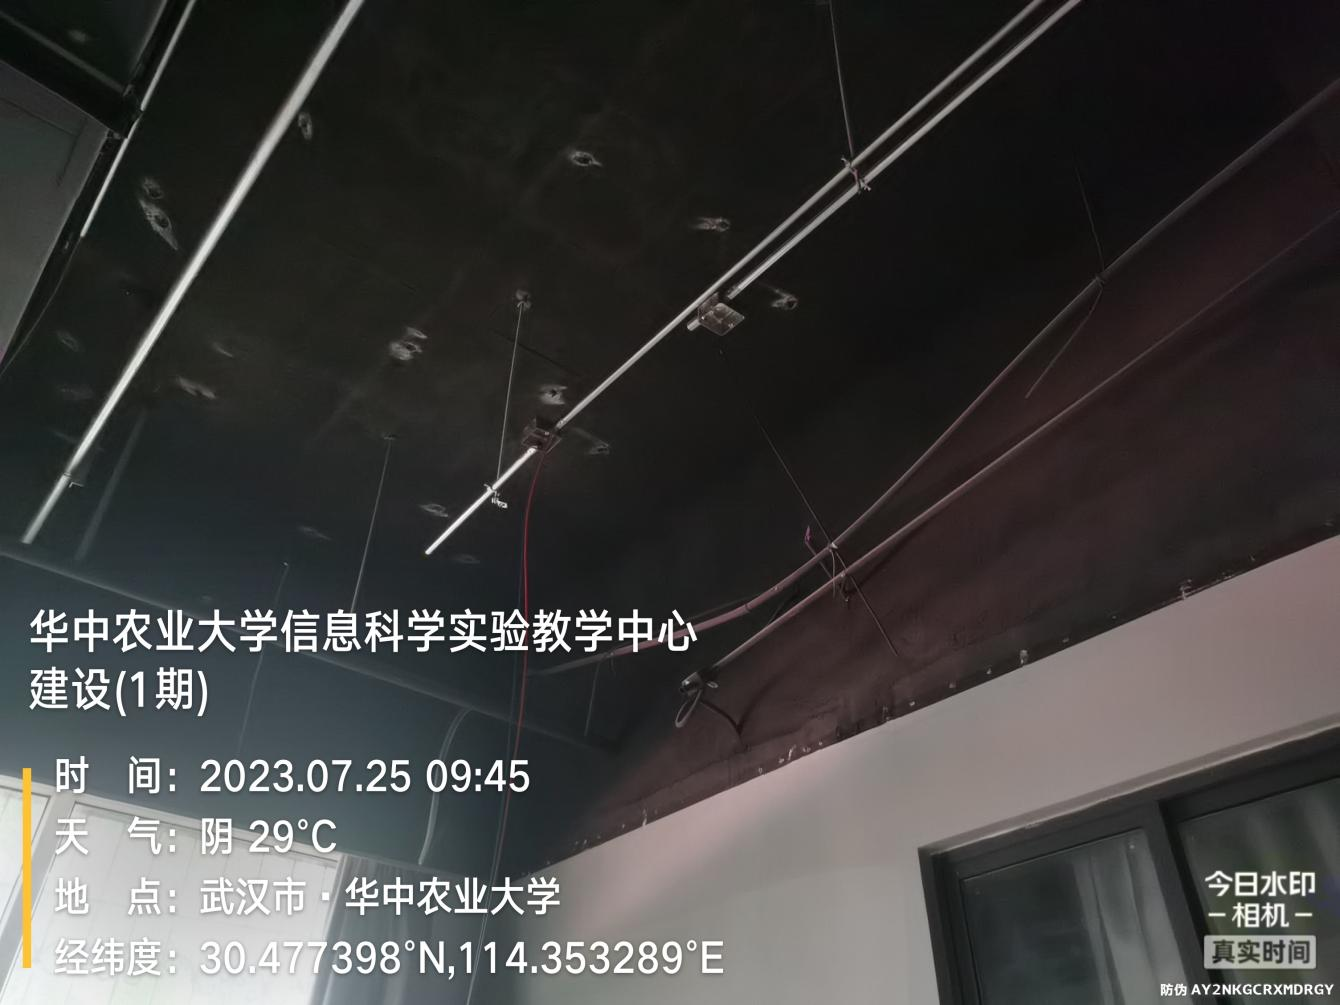 华中农业大学信息科学实验教学中心
建设(1期)
时 间：2023.07.25 09:45
天 气：阴 29°C
地 点：武汉市·华中农业大学
经纬度：30.477398°N,114.353289°E
今日水印
相机
真实时间
防伪 AY2NKGCRXMDRGY